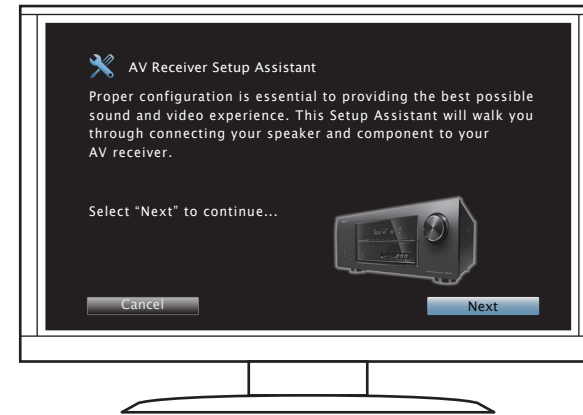 AV Receiver Setup Assistant
Proper configuration is essential to providing the best possible
sound and video experience. This Setup Assistant will walk you
through connecting your speaker and component to your
AV receiver.
Select “Next” to continue...
Cancel
Next